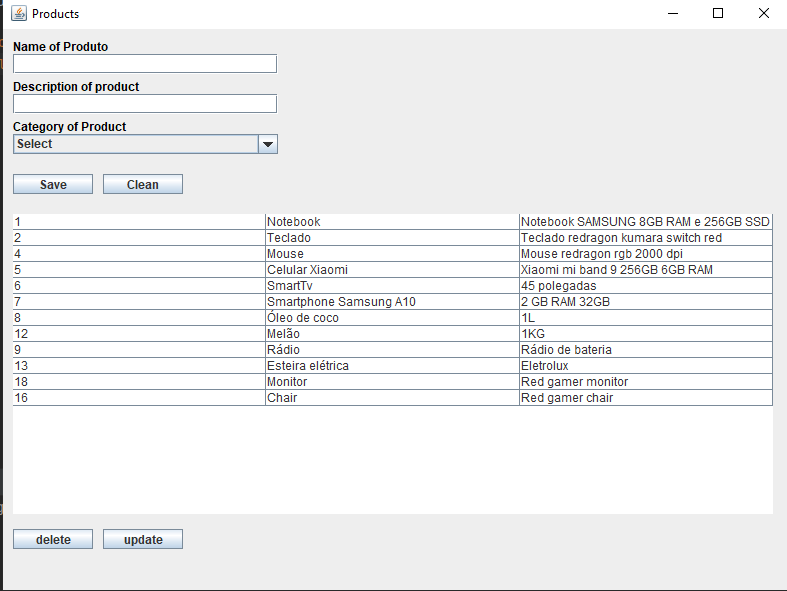 Products
Name of Produto
Description of product
Category of Product
Select
Save Clean
1 Notebook Notebook SAMSUNG 8GB RAM e 256GB SSD
2 Teclado Teclado redragon kumara switch red
4 Mouse Mouse redragon rgb 2000 dpi
5 Celular Xiaomi Xiaomi mi band 9 256GB 6GB RAM
6 SmartTv 45 polegadas
7 Smartphone Samsung A10 2 GB RAM 32GB
8 Óleo de coco 1L
12 Melão 1KG
9 Rádio Rádio de bateria
13 Esteira elétrica Eletrolux
18 Monitor Red gamer monitor
16 Chair Red gamer chair
delete update